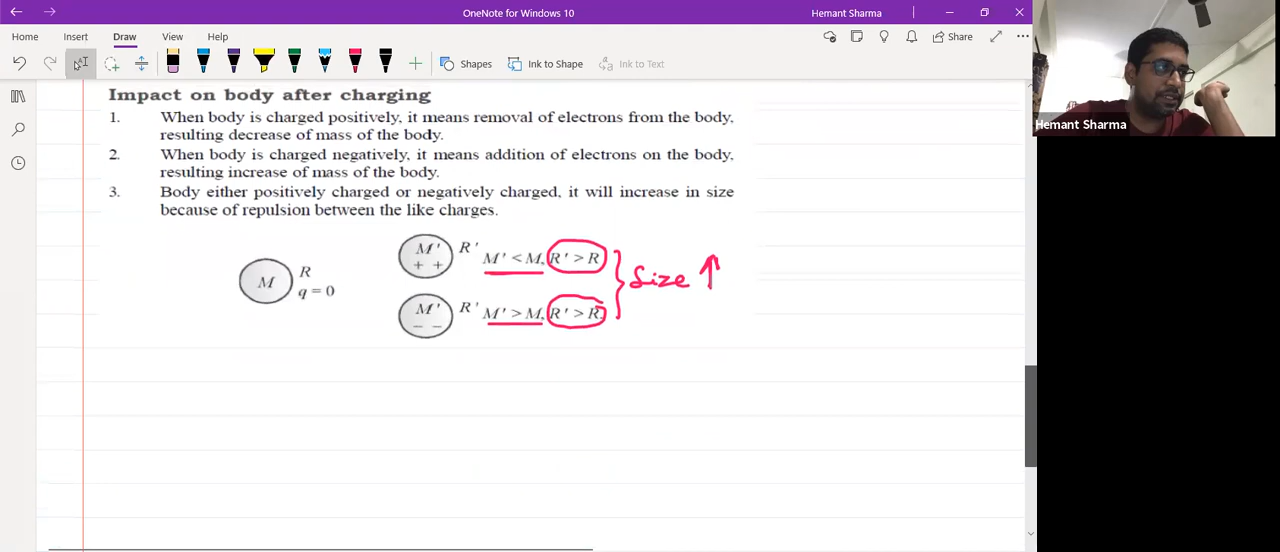 OneNote for Windows 10
Hemant Sharma
Home Insert Draw View Help
Share
Shapes
Ink to Shape
Ink to Text
Impact on body after charging
1. When body is charged positively, it means removal of electrons from the body,
resulting decrease of mass of the body.
2. When body is charged negatively, it means addition of electrons on the body,
resulting increase of mass of the body.
3. Body either positively charged or negatively charged, it will increase in size
because of repulsion between the like charges.
M R
q = 0
M' R' M' < M, R' > R
+ +
Size ↑
M' R' M' > M, R' > R.
− −
Hemant Sharma